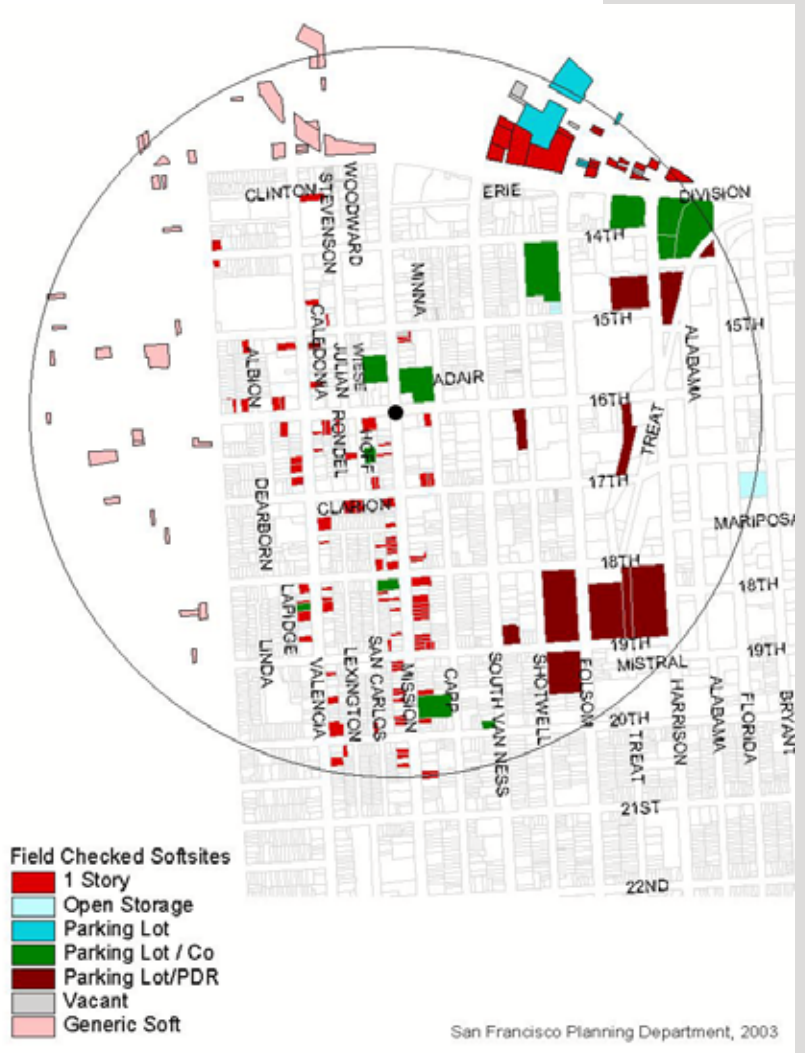 CLINTON
STEVENSON
WOODWARD
ERIE
DIVISION
14TH
MINNA
15TH
15TH
ALABAMA
CALEDONIA
JULIAN
WIESE
ALBION
ADAIR
16TH
TREAT
RONDEL
HOFF
17TH
DEARBORN
CLARION
MARIPOSA
18TH
18TH
LAPIDGE
LINDA
VALENCIA
LEXINGTON
SAN CARLOS
MISSION
CAPP
SOUTH VAN NESS
SHOTWELL
FOLSOM
19TH
19TH
MISTRAL
20TH
TREAT
HARRISON
ALABAMA
FLORIDA
BRYANT
21ST
22ND
Field Checked Softsites
1 Story
Open Storage
Parking Lot
Parking Lot / Co
Parking Lot/PDR
Vacant
Generic Soft
San Francisco Planning Department, 2003